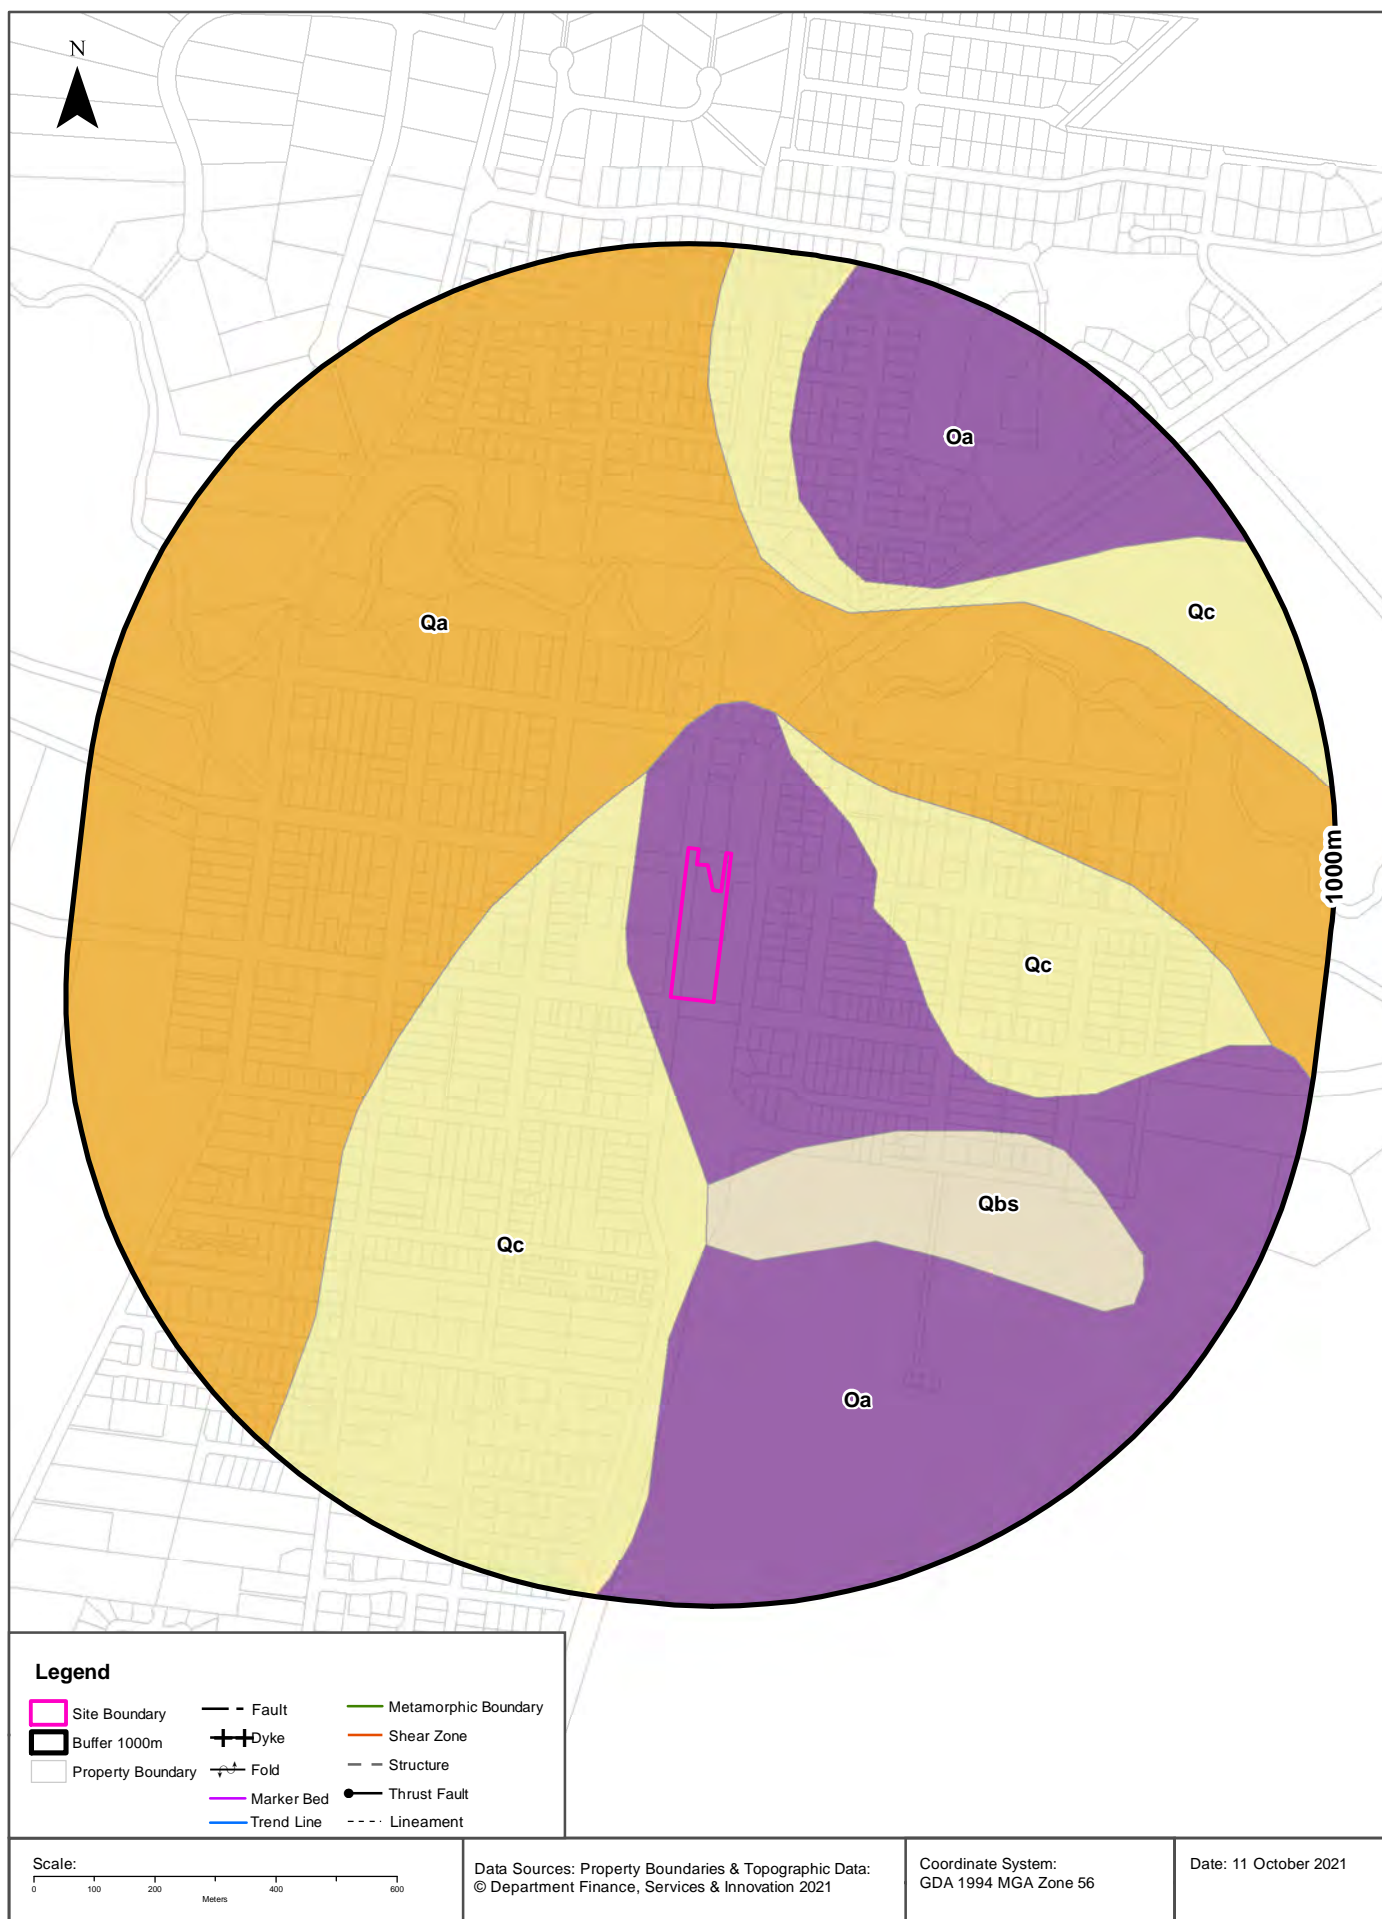 N
Oa
Qc
Qa
1000m
Qc
Qbs
Qc
Oa
Legend
Site Boundary
Buffer 1000m
Property Boundary
Fault
Dyke
Fold
Marker Bed
Trend Line
Metamorphic Boundary
Shear Zone
Structure
Thrust Fault
Lineament
Scale:
0 100 200 400 600
Meters
Data Sources: Property Boundaries & Topographic Data:
© Department Finance, Services & Innovation 2021
Coordinate System:
GDA 1994 MGA Zone 56
Date: 11 October 2021